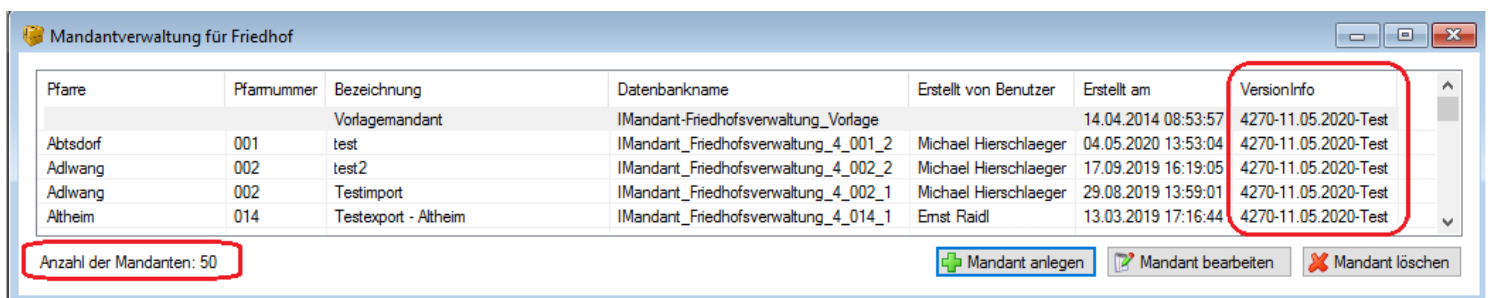 Mandantverwaltung für Friedhof
Pfarre Pfarrnummer Bezeichnung Datenbankname Erstellt von Benutzer Erstellt am VersionInfo
Vorlagemandant IMandant-Friedhofsverwaltung_Vorlage 14.04.2014 08:53:57 4270-11.05.2020-Test
Abtsdorf 001 test IMandant_Friedhofsverwaltung_4_001_2 Michael Hierschlaeger 04.05.2020 13:53:04 4270-11.05.2020-Test
Adlwang 002 test2 IMandant_Friedhofsverwaltung_4_002_2 Michael Hierschlaeger 17.09.2019 16:19:05 4270-11.05.2020-Test
Adlwang 002 Testimport IMandant_Friedhofsverwaltung_4_002_1 Michael Hierschlaeger 29.08.2019 13:59:01 4270-11.05.2020-Test
Altheim 014 Testexport - Altheim IMandant_Friedhofsverwaltung_4_014_1 Ernst Raidl 13.03.2019 17:16:44 4270-11.05.2020-Test
Anzahl der Mandanten: 50 Mandant anlegen Mandant bearbeiten Mandant löschen